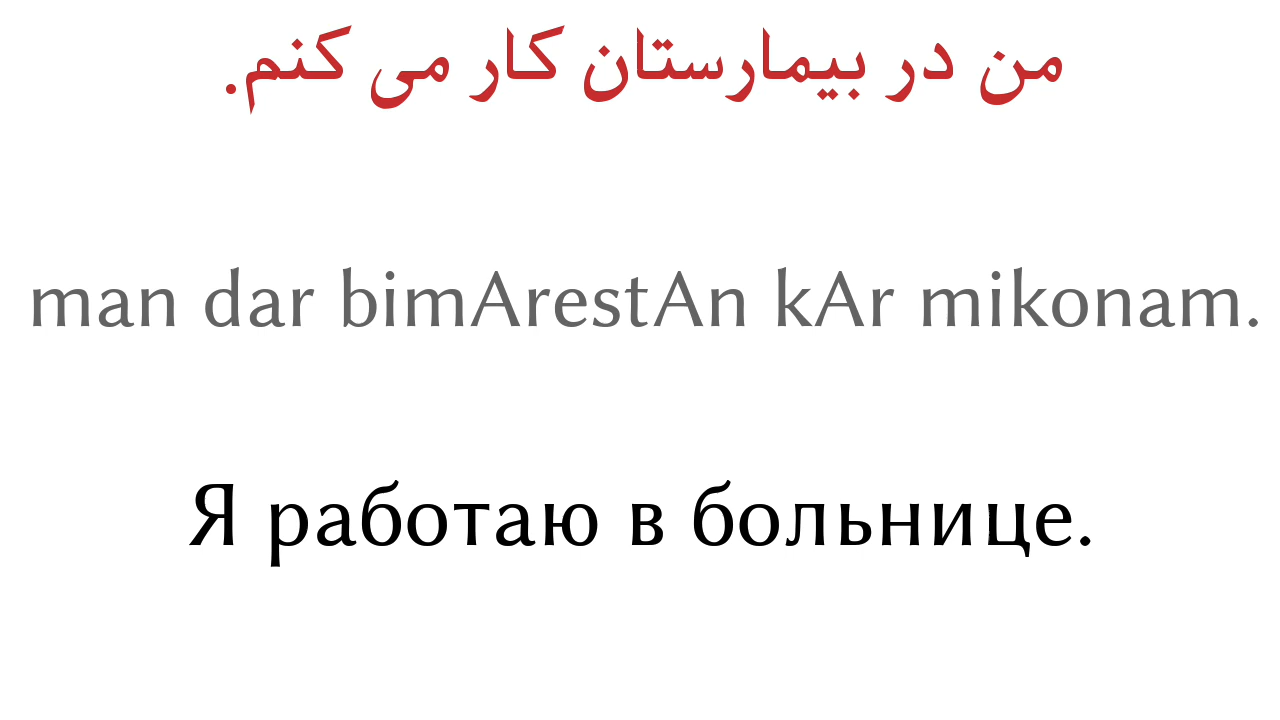 من در بیمارستان کار می کنم.
man dar bimArestAn kAr mikonam.
Я работаю в больнице.